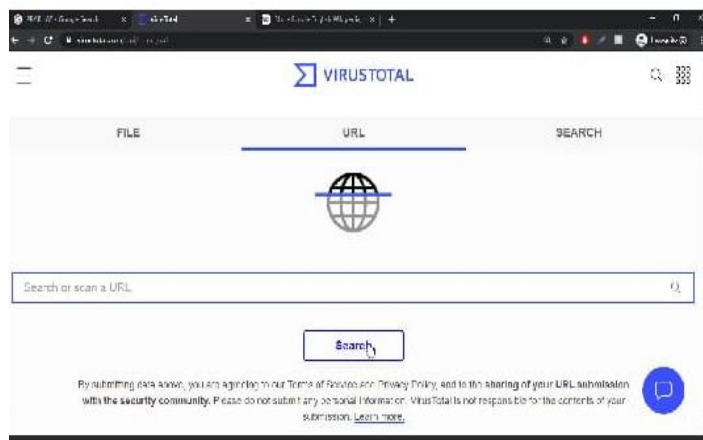 VIRUSTOTAL
FILE
URL
SEARCH
Search or scan a URL
Search
By submitting data above, you are agreeing to our Terms of Service and Privacy Policy, and to the sharing of your URL submission
with the security community. Please do not submit any personal information. VirusTotal is not responsible for the contents of your
submission. Learn more.